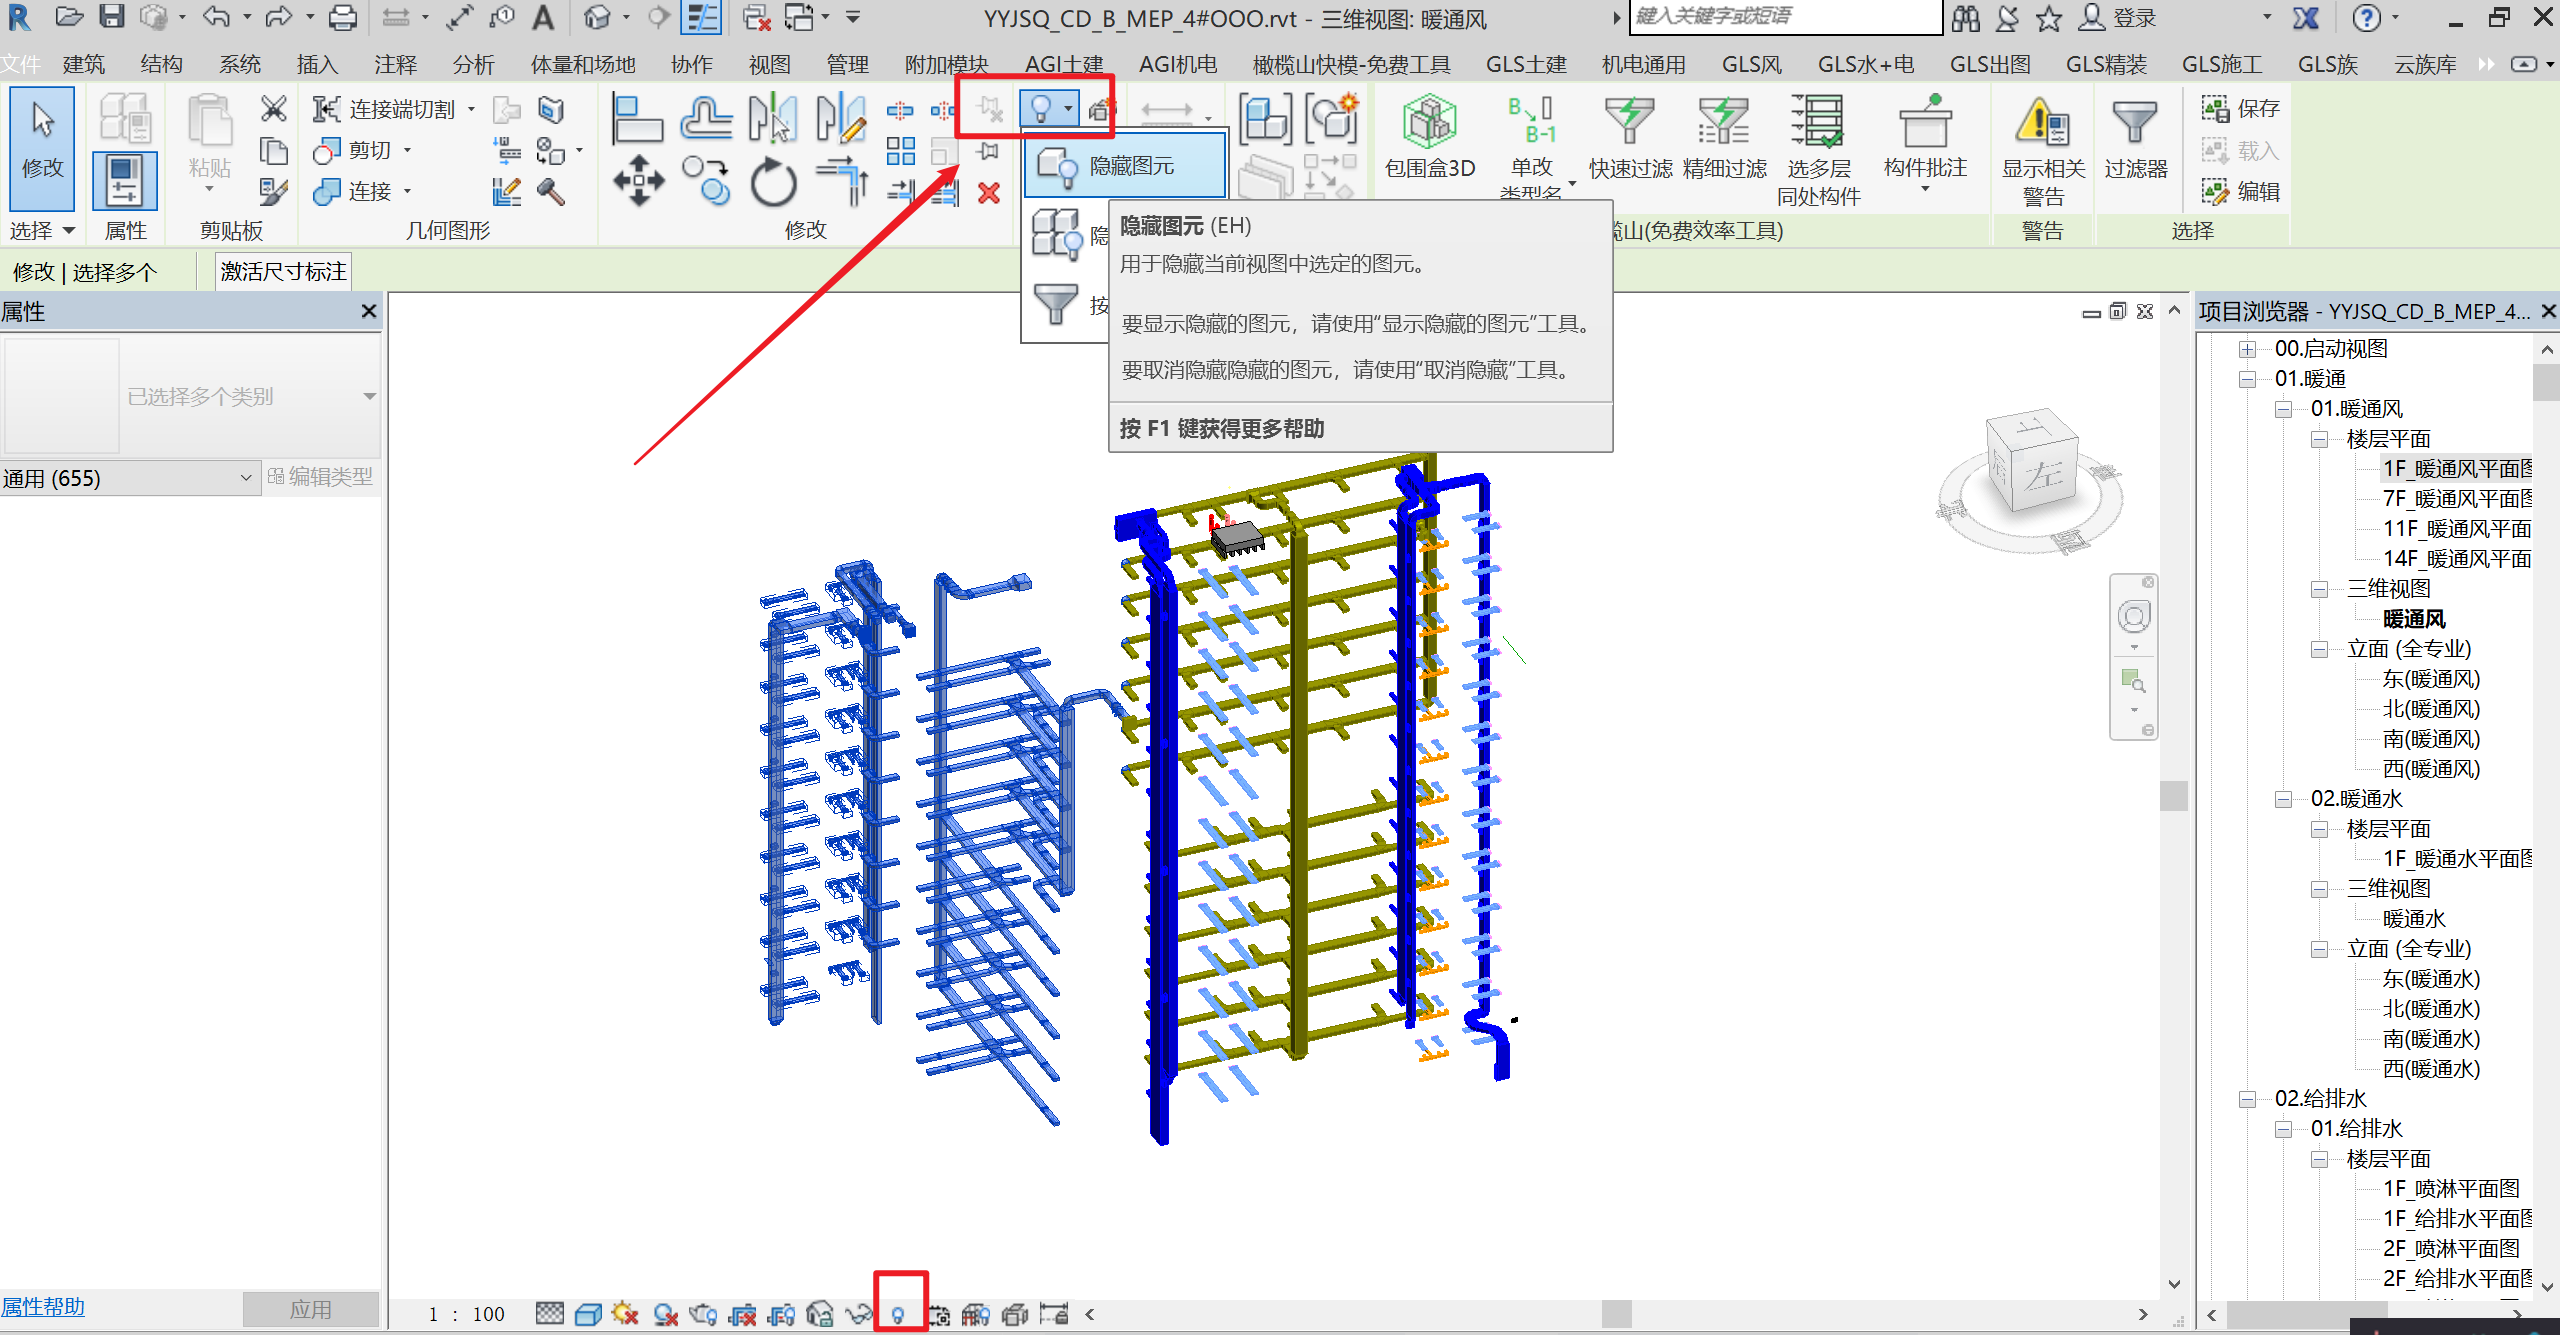 YYJSQ_CD_B_MEP_4#OOO.rvt - 三维视图: 暖通风
键入关键字或短语
登录
文件 建筑 结构 系统 插入 注释 分析 体量和场地 协作 视图 管理 附加模块 AGI土建 AGI机电 橄榄山快模-免费工具 GLS土建 机电通用 GLS风 GLS水+电 GLS出图 GLS精装 GLS施工 GLS族 云族库
修改
粘贴
连接端切割
剪切
连接
隐藏图元
包围盒3D
单改
类型名
快速过滤
精细过滤
选多层
同处构件
构件批注
显示相关
警告
过滤器
保存
载入
编辑
选择 属性 剪贴板 几何图形 修改
山(免费效率工具) 警告 选择
隐
按
隐藏图元 (EH)
用于隐藏当前视图中选定的图元。
要显示隐藏的图元，请使用“显示隐藏的图元”工具。
要取消隐藏隐藏的图元，请使用“取消隐藏”工具。
按 F1 键获得更多帮助
修改 | 选择多个
激活尺寸标注
属性
已选择多个类别
通用 (655)
编辑类型
属性帮助
应用
1 : 100
上
左
项目浏览器 - YYJSQ_CD_B_MEP_4...
00.启动视图
01.暖通
01.暖通风
楼层平面
1F_暖通风平面图
7F_暖通风平面图
11F_暖通风平面
14F_暖通风平面
三维视图
暖通风
立面 (全专业)
东(暖通风)
北(暖通风)
南(暖通风)
西(暖通风)
02.暖通水
楼层平面
1F_暖通水平面图
三维视图
暖通水
立面 (全专业)
东(暖通水)
北(暖通水)
南(暖通水)
西(暖通水)
02.给排水
01.给排水
楼层平面
1F_喷淋平面图
1F_给排水平面图
2F_喷淋平面图
2F_给排水平面图